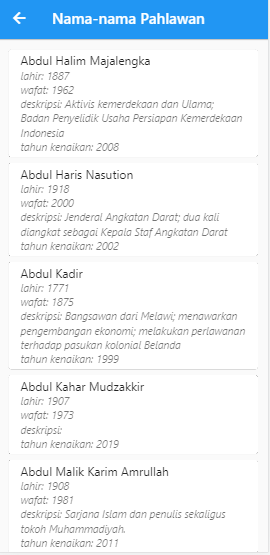 Nama-nama Pahlawan
Abdul Halim Majalengka
lahir: 1887
wafat: 1962
deskripsi: Aktivis kemerdekaan dan Ulama;
Badan Penyelidik Usaha Persiapan Kemerdekaan
Indonesia
tahun kenaikan: 2008
Abdul Haris Nasution
lahir: 1918
wafat: 2000
deskripsi: Jenderal Angkatan Darat; dua kali
diangkat sebagai Kepala Staf Angkatan Darat
tahun kenaikan: 2002
Abdul Kadir
lahir: 1771
wafat: 1875
deskripsi: Bangsawan dari Melawi; menawarkan
pengembangan ekonomi; melakukan perlawanan
terhadap pasukan kolonial Belanda
tahun kenaikan: 1999
Abdul Kahar Mudzakkir
lahir: 1907
wafat: 1973
deskripsi:
tahun kenaikan: 2019
Abdul Malik Karim Amrullah
lahir: 1908
wafat: 1981
deskripsi: Sarjana Islam dan penulis sekaligus
tokoh Muhammadiyah.
tahun kenaikan: 2011